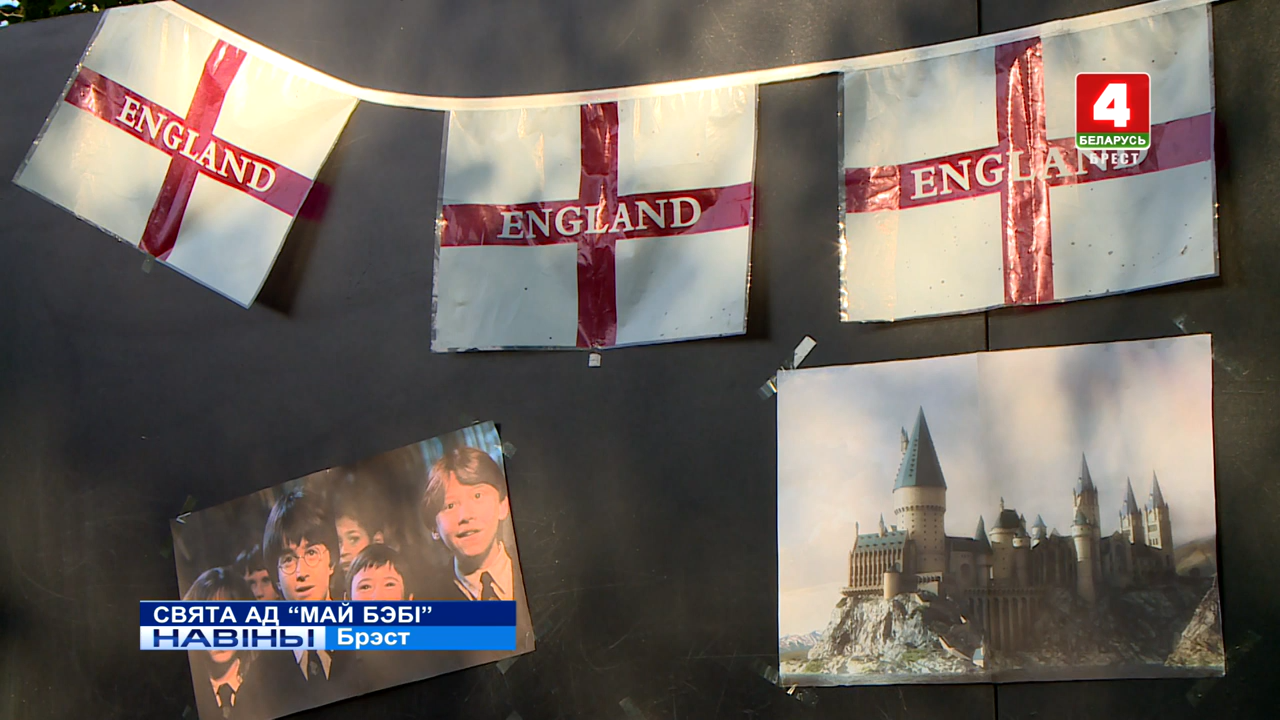 ENGLAND
ENGLAND
ENGLAND
4
БЕЛАРУСЬ
БРЕСТ
СВЯТА АД “МАЙ БЭБІ”
НАВІНЫ Брэст